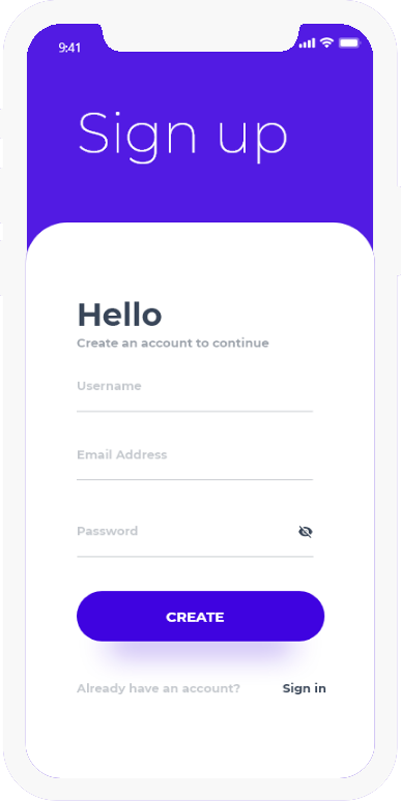 9:41
Sign up
Hello
Create an account to continue
Username
Email Address
Password
CREATE
Already have an account? Sign in